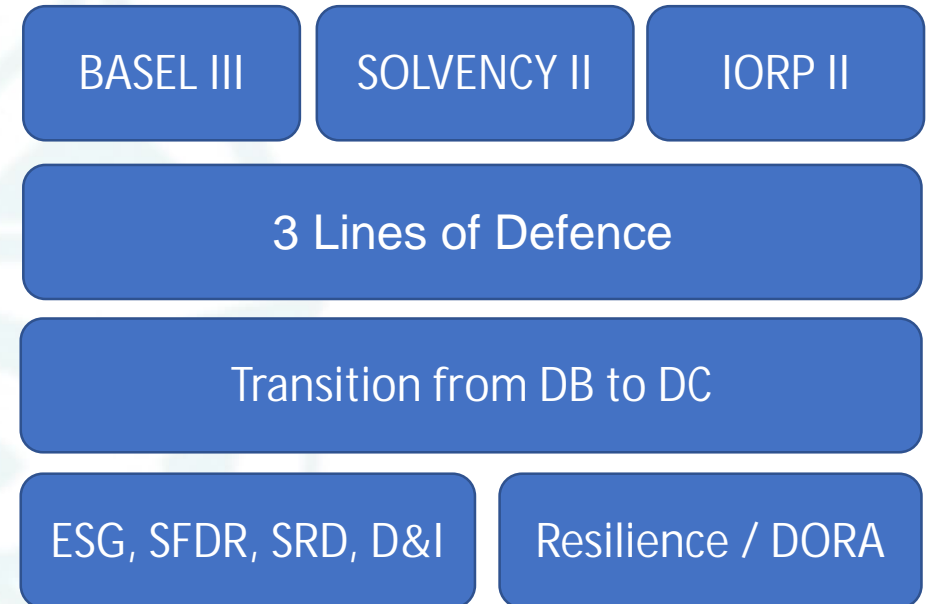 BASEL III
SOLVENCY II
IORP II
3 Lines of Defence
Transition from DB to DC
ESG, SFDR, SRD, D&I
Resilience / DORA